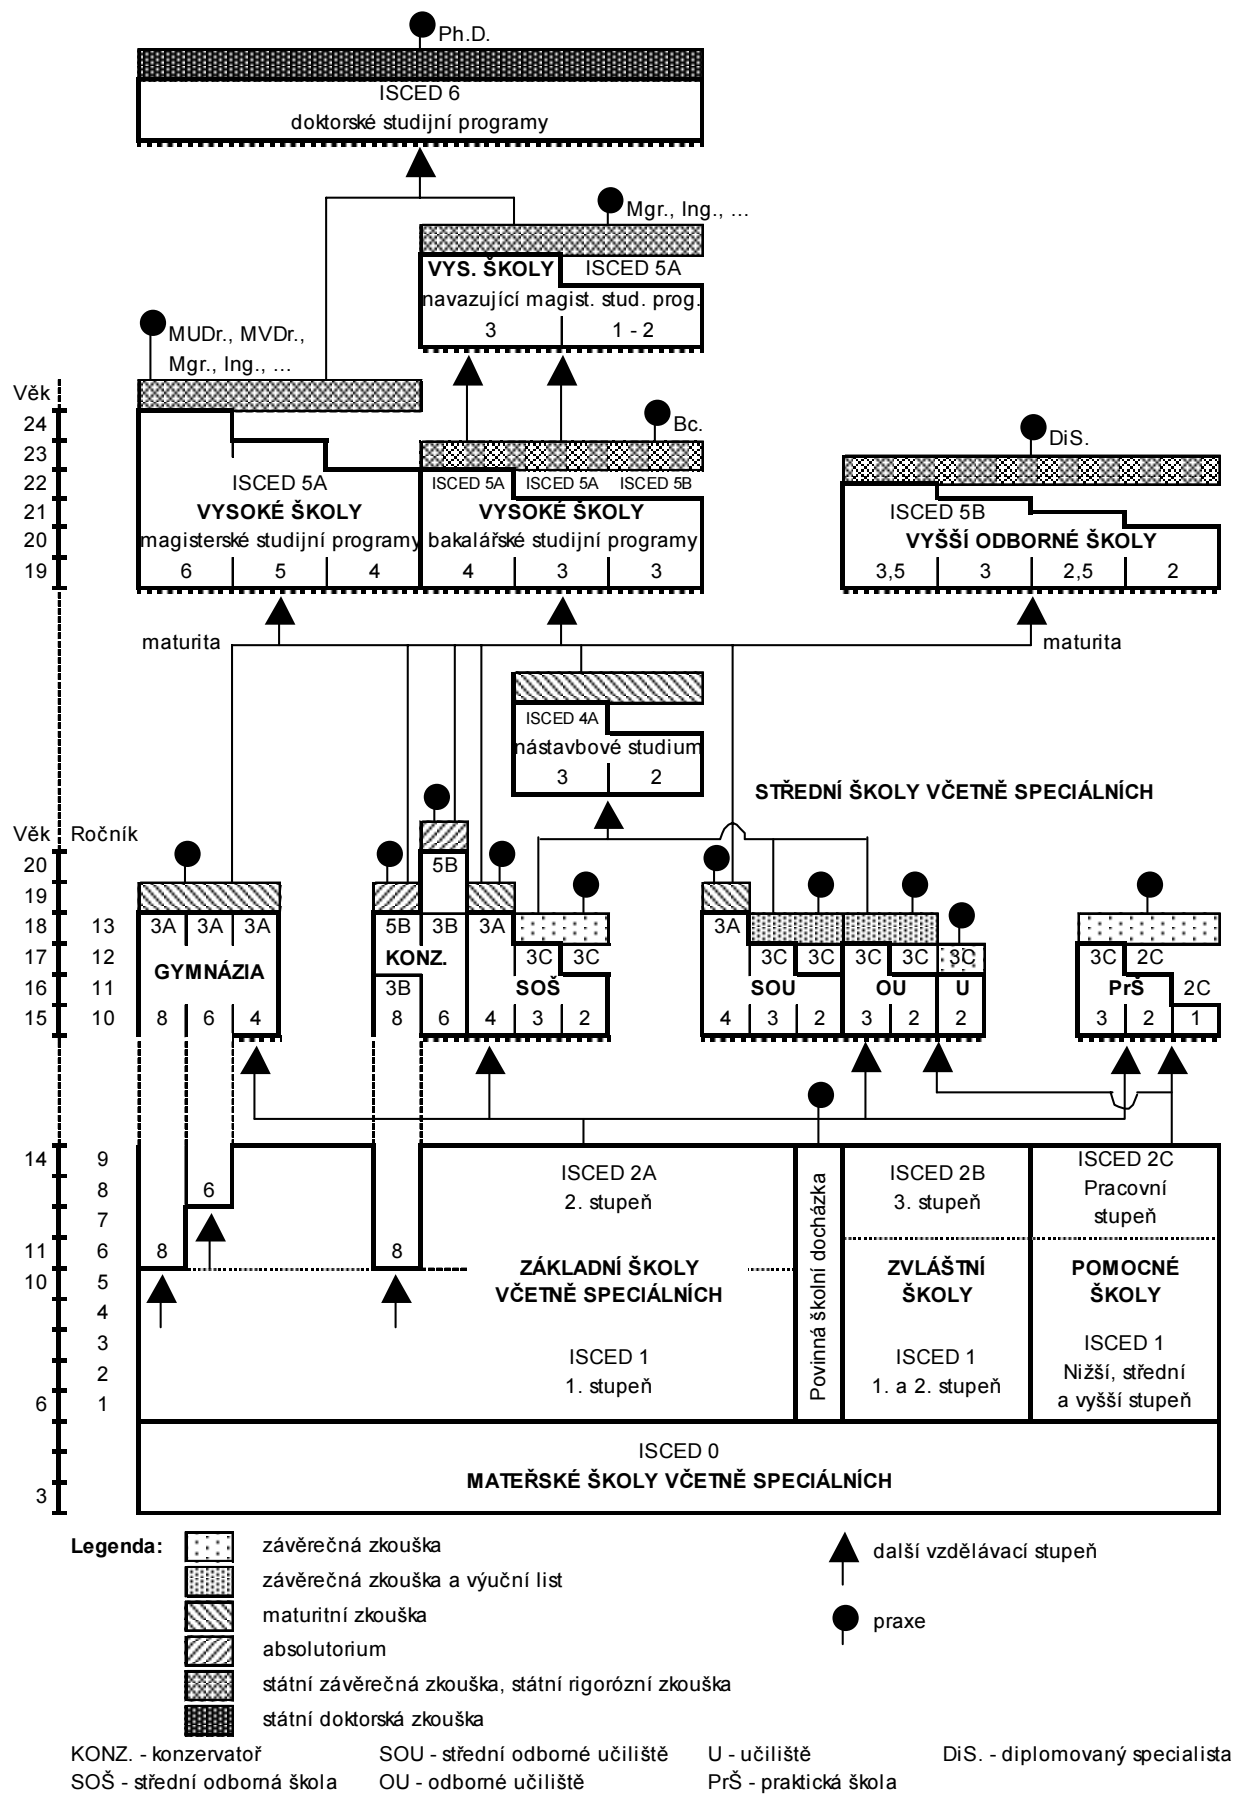 Ph.D.
ISCED 6
doktorské studijní programy
Mgr., Ing., ...
VYS. ŠKOLY ISCED 5A
navazující magist. stud. prog.
3 1 - 2
MUDr., MVDr.,
Mgr., Ing., ...
Věk
24
Bc.
DiS.
23
22 ISCED 5A ISCED 5A ISCED 5A ISCED 5B
21 VYSOKÉ ŠKOLY VYSOKÉ ŠKOLY ISCED 5B
20 magisterské studijní programy bakalářské studijní programy VYŠŠÍ ODBORNÉ ŠKOLY
19 6 5 4 4 3 3 3,5 3 2,5 2
maturita maturita
ISCED 4A
nástavbové studium
3 2
STŘEDNÍ ŠKOLY VČETNĚ SPECIÁLNÍCH
Věk Ročník
20 5B
19
18 13 3A 3A 3A 5B 3B 3A 3A
17 12 GYMNÁZIA KONZ. 3C 3C 3C 3C 3C 3C 3C 3C 2C
16 11 3B SOŠ SOU OU U PrŠ 2C
15 10 8 6 4 8 6 4 3 2 4 3 2 3 2 2 3 2 1
14 9 ISCED 2A ISCED 2B ISCED 2C
8 6 2. stupeň 3. stupeň Pracovní
7 stupeň
11 6 8 8 ZÁKLADNÍ ŠKOLY ZVLÁŠTNÍ POMOCNÉ
10 5 VČETNĚ SPECIÁLNÍCH ŠKOLY ŠKOLY
Povinná školní docházka
4
3 ISCED 1 ISCED 1 ISCED 1
2 1. stupeň 1. a 2. stupeň Nižší, střední
6 1 a vyšší stupeň
ISCED 0
MATEŘSKÉ ŠKOLY VČETNĚ SPECIÁLNÍCH
3
Legenda: závěrečná zkouška
další vzdělávací stupeň
závěrečná zkouška a výuční list
maturitní zkouška
praxe
absolutorium
státní závěrečná zkouška, státní rigorózní zkouška
státní doktorská zkouška
KONZ. - konzervatoř SOU - střední odborné učiliště U - učiliště DiS. - diplomovaný specialista
SOŠ - střední odborná škola OU - odborné učiliště PrŠ - praktická škola